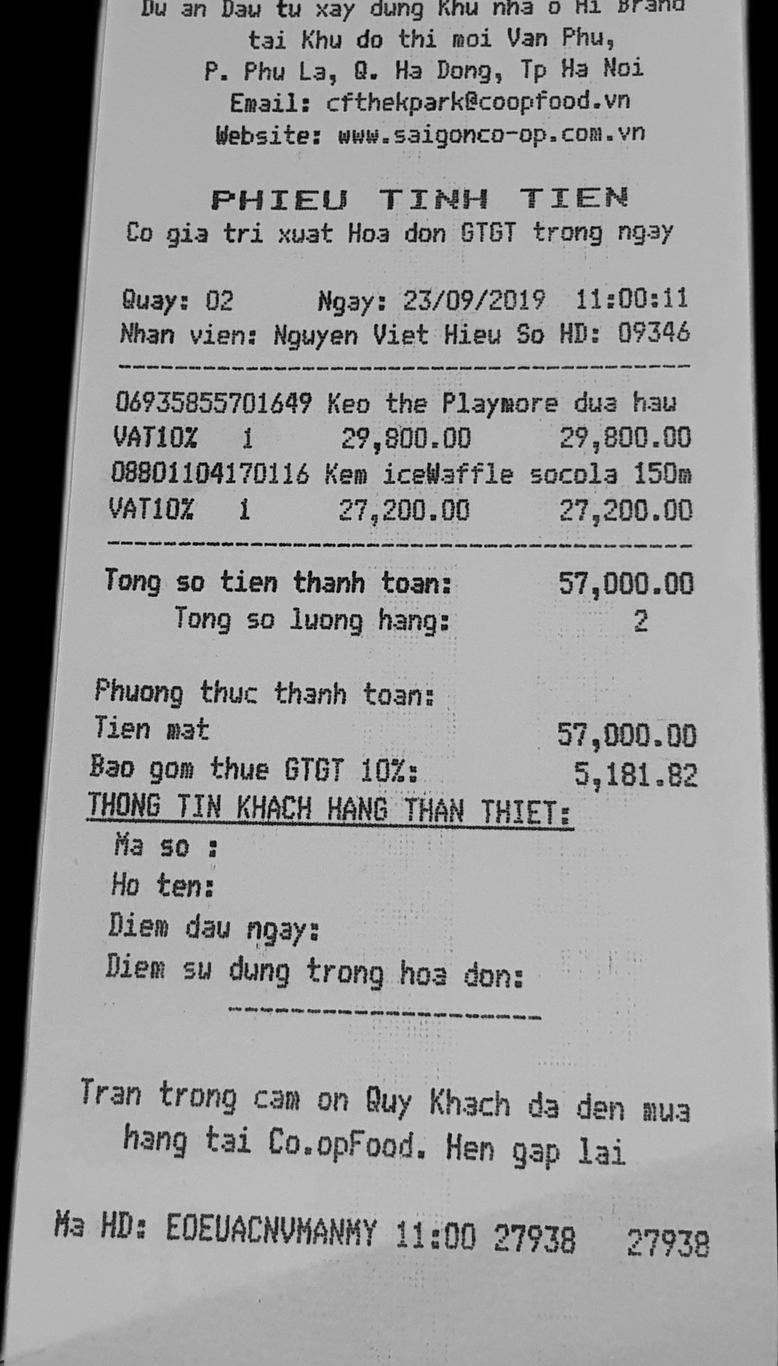 Du an Dau tu xay dung Khu nha o Hi Brand
tai Khu do thi moi Van Phu,
P. Phu La, Q. Ha Dong, Tp Ha Noi
Email: cfthekpark@coopfood.vn
Website: www.saigonco-op.com.vn
PHIEU TINH TIEN
Co gia tri xuat Hoa don GTGT trong ngay
Quay: 02 Ngay: 23/09/2019 11:00:11
Nhan vien: Nguyen Viet Hieu So HD: 09346
06935855701649 Keo the Playmore dua hau
VAT10% 1 29,800.00 29,800.00
08801104170116 Kem iceWaffle socola 150m
VAT10% 1 27,200.00 27,200.00
Tong so tien thanh toan: 57,000.00
Tong so luong hang: 2
Phuong thuc thanh toan:
Tien mat 57,000.00
Bao gom thue GTGT 10%: 5,181.82
THONG TIN KHACH HANG THAN THIET:
Ma so :
Ho ten:
Diem dau ngay:
Diem su dung trong hoa don:
Tran trong cam on Quy Khach da den mua
hang tai Co.opFood. Hen gap lai
Ma HD: EOEUACNVMANMY 11:00 27938 27938